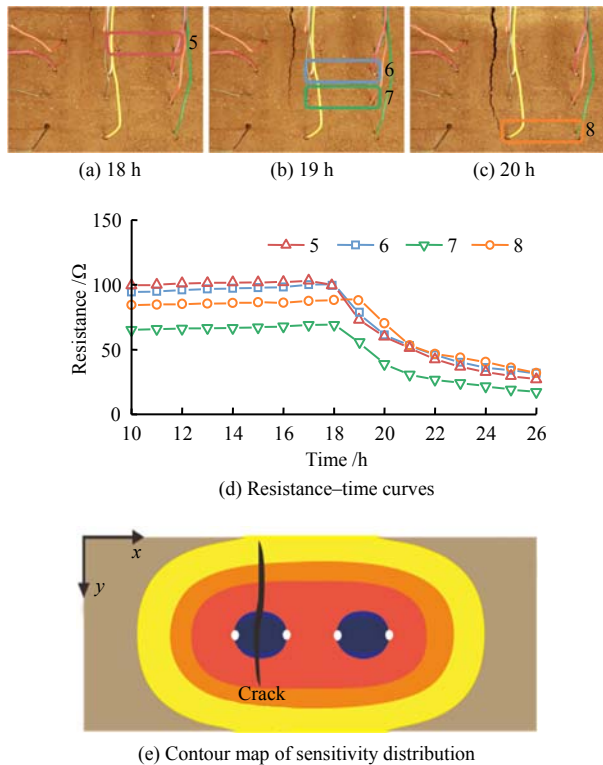 5
6
7
8
(a) 18 h
(b) 19 h
(c) 20 h
150
5
6
7
8
Resistance /Ω
100
50
0
10
12
14
16
18
20
22
24
26
Time /h
(d) Resistance–time curves
x
y
Crack
(e) Contour map of sensitivity distribution